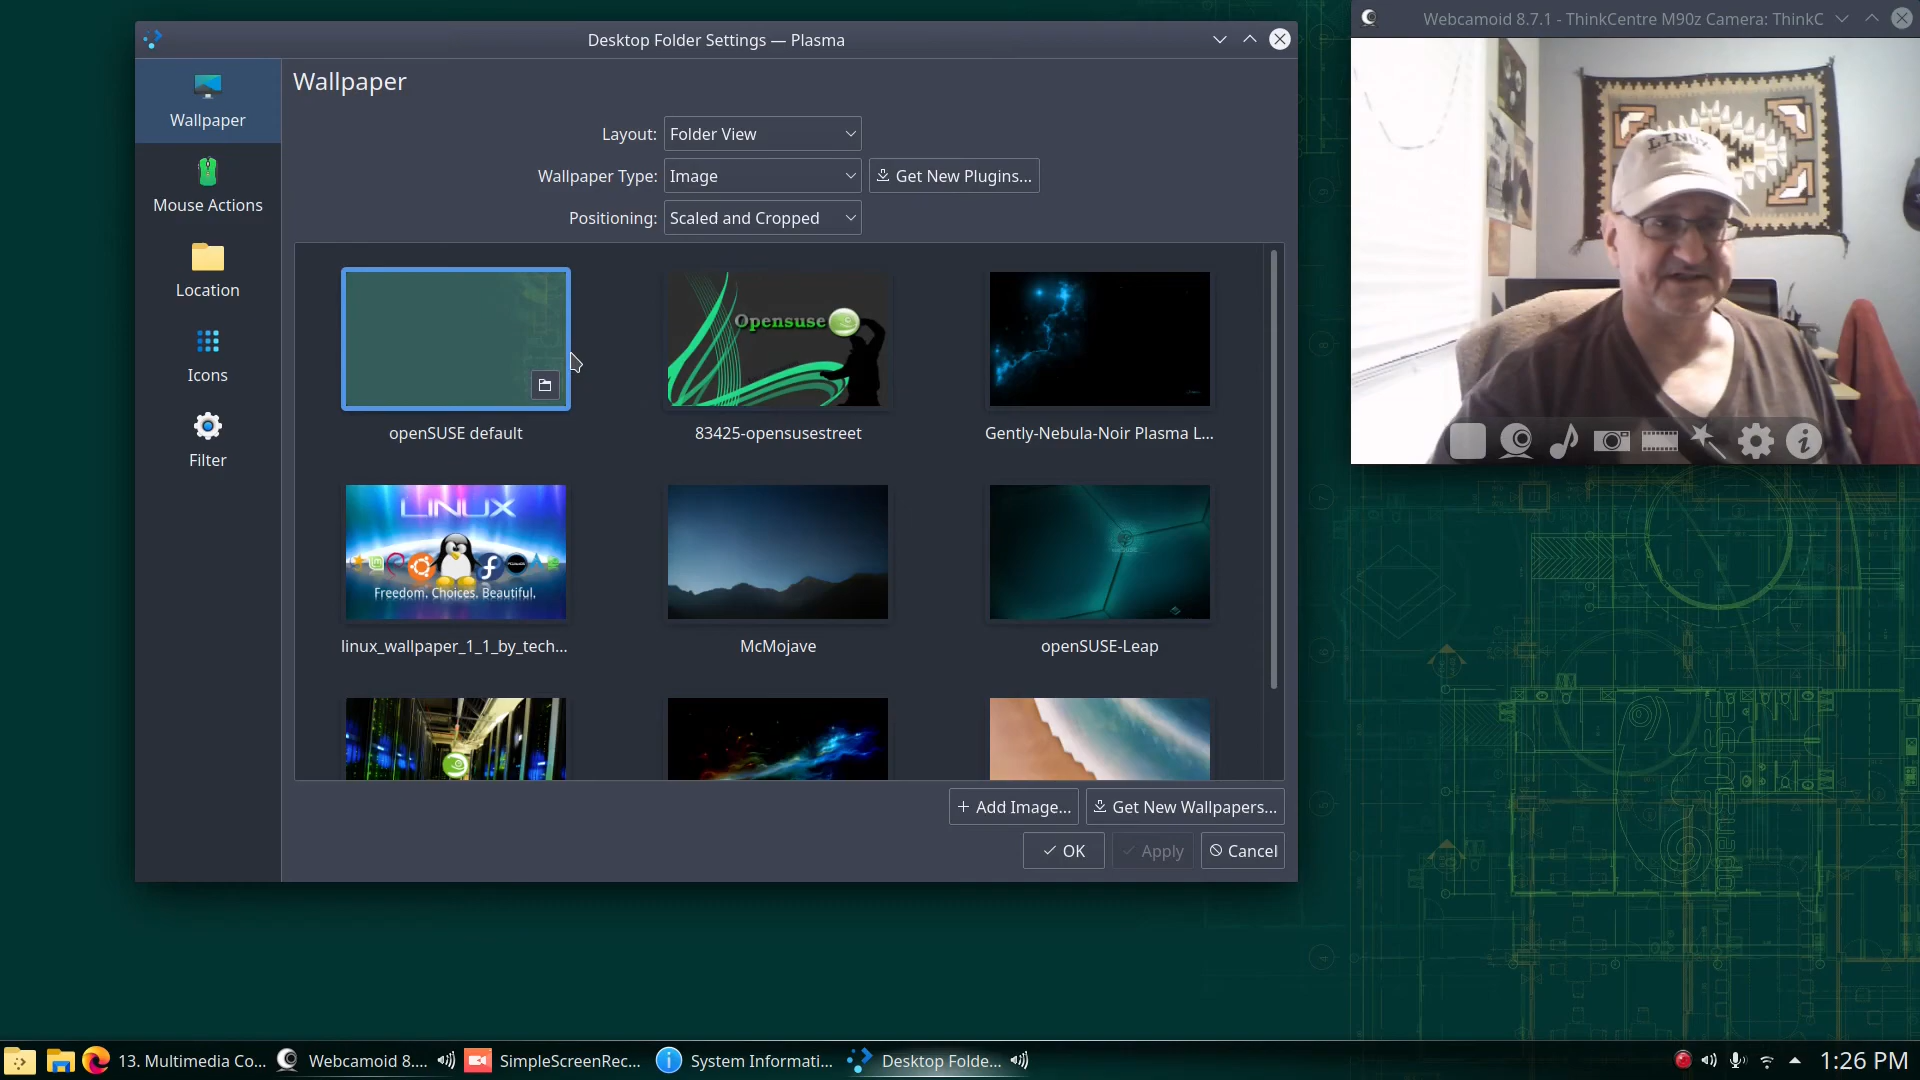 Desktop Folder Settings — Plasma
Webcamoid 8.7.1 - ThinkCentre M90z Camera: ThinkC
Wallpaper
Mouse Actions
Location
Icons
Filter
Wallpaper
Layout: Folder View
Wallpaper Type: Image Get New Plugins...
Positioning: Scaled and Cropped
Opensuse
LINUX
openSUSE default 83425-opensusestreet Gently-Nebula-Noir Plasma L...
LINUX
Freedom. Choices. Beautiful.
linux_wallpaper_1_1_by_tech... McMojave openSUSE-Leap
Add Image... Get New Wallpapers...
OK Apply Cancel
openSUSE
13. Multimedia Co... Webcamoid 8.... SimpleScreenRec... System Informati... Desktop Folde... 1:26 PM